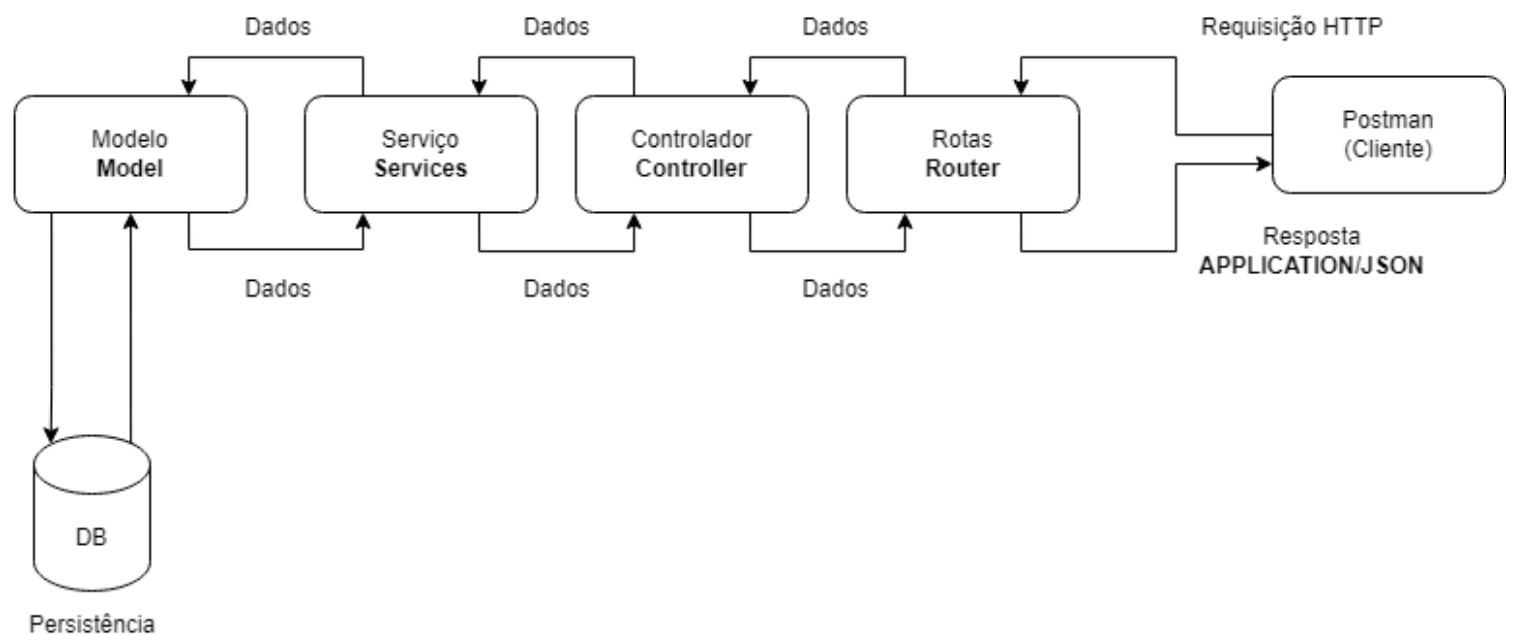 Dados
Dados
Dados
Requisição HTTP
Modelo
Model
Serviço
Services
Controlador
Controller
Rotas
Router
Postman
(Cliente)
Resposta
APPLICATION/JSON
Dados
Dados
Dados
DB
Persistência